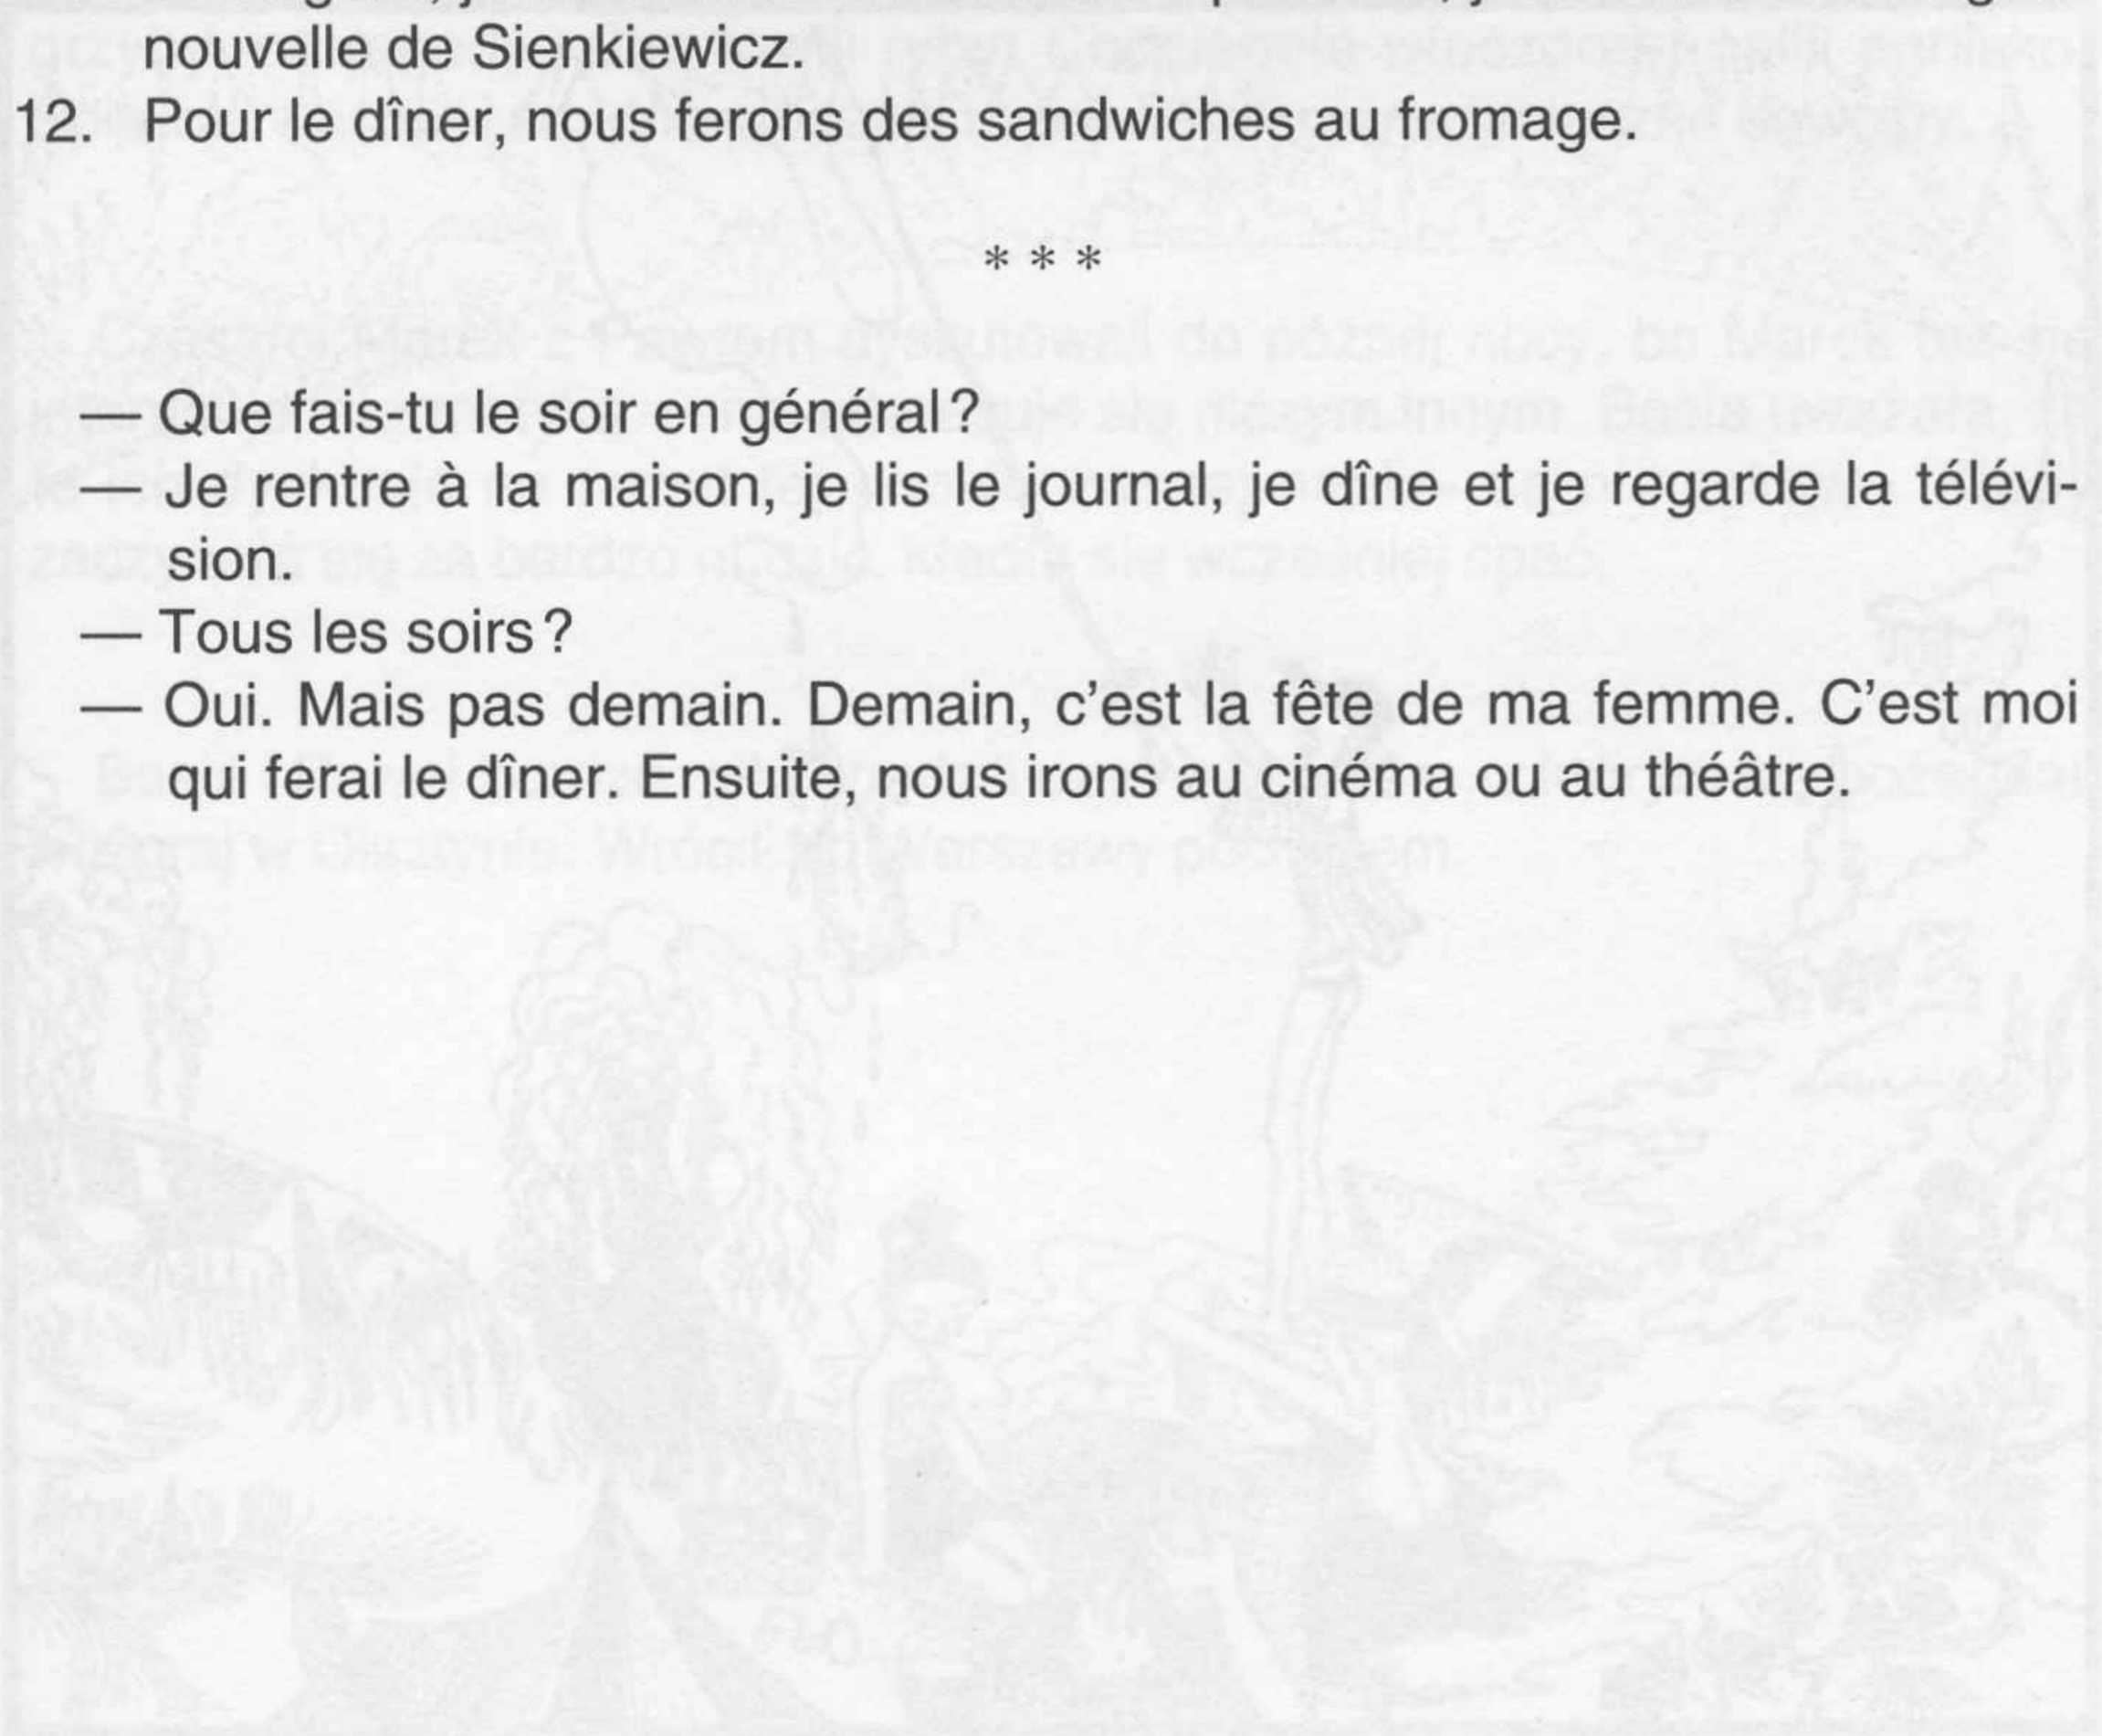 nouvelle de Sienkiewicz.
12. Pour le dîner, nous ferons des sandwiches au fromage.
* * *
— Que fais-tu le soir en général ?
— Je rentre à la maison, je lis le journal, je dîne et je regarde la télévi-
sion.
— Tous les soirs ?
— Oui. Mais pas demain. Demain, c'est la fête de ma femme. C'est moi
qui ferai le dîner. Ensuite, nous irons au cinéma ou au théâtre.